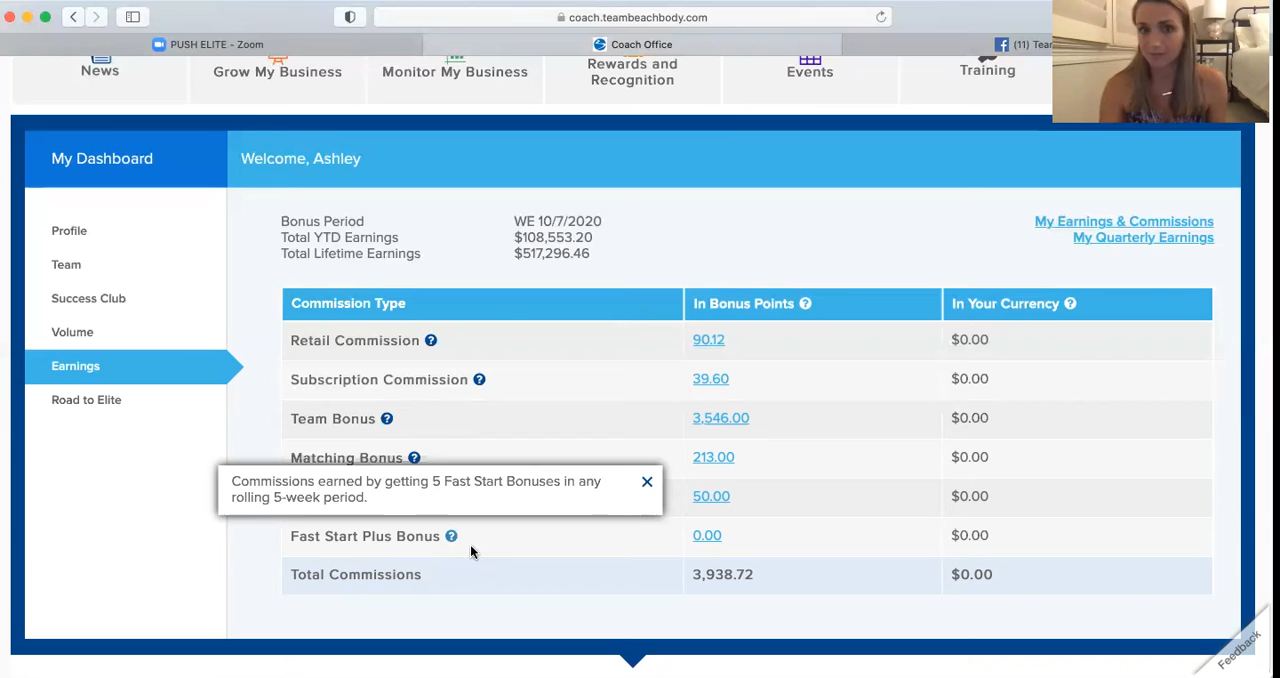 coach.teambeachbody.com
PUSH ELITE - Zoom
Coach Office
(11) Tear
News
Grow My Business
Monitor My Business
Rewards and
Recognition
Events
Training
My Dashboard
Welcome, Ashley
Profile
Team
Success Club
Volume
Earnings
Road to Elite
Bonus Period WE 10/7/2020
Total YTD Earnings $108,553.20
Total Lifetime Earnings $517,296.46
My Earnings & Commissions
My Quarterly Earnings
Commission Type In Bonus Points ? In Your Currency ?
Retail Commission ? 90.12 $0.00
Subscription Commission ? 39.60 $0.00
Team Bonus ? 3,546.00 $0.00
Matching Bonus ? 213.00 $0.00
Commissions earned by getting 5 Fast Start Bonuses in any
rolling 5-week period.
50.00 $0.00
Fast Start Plus Bonus ? 0.00 $0.00
Total Commissions 3,938.72 $0.00
Feedback